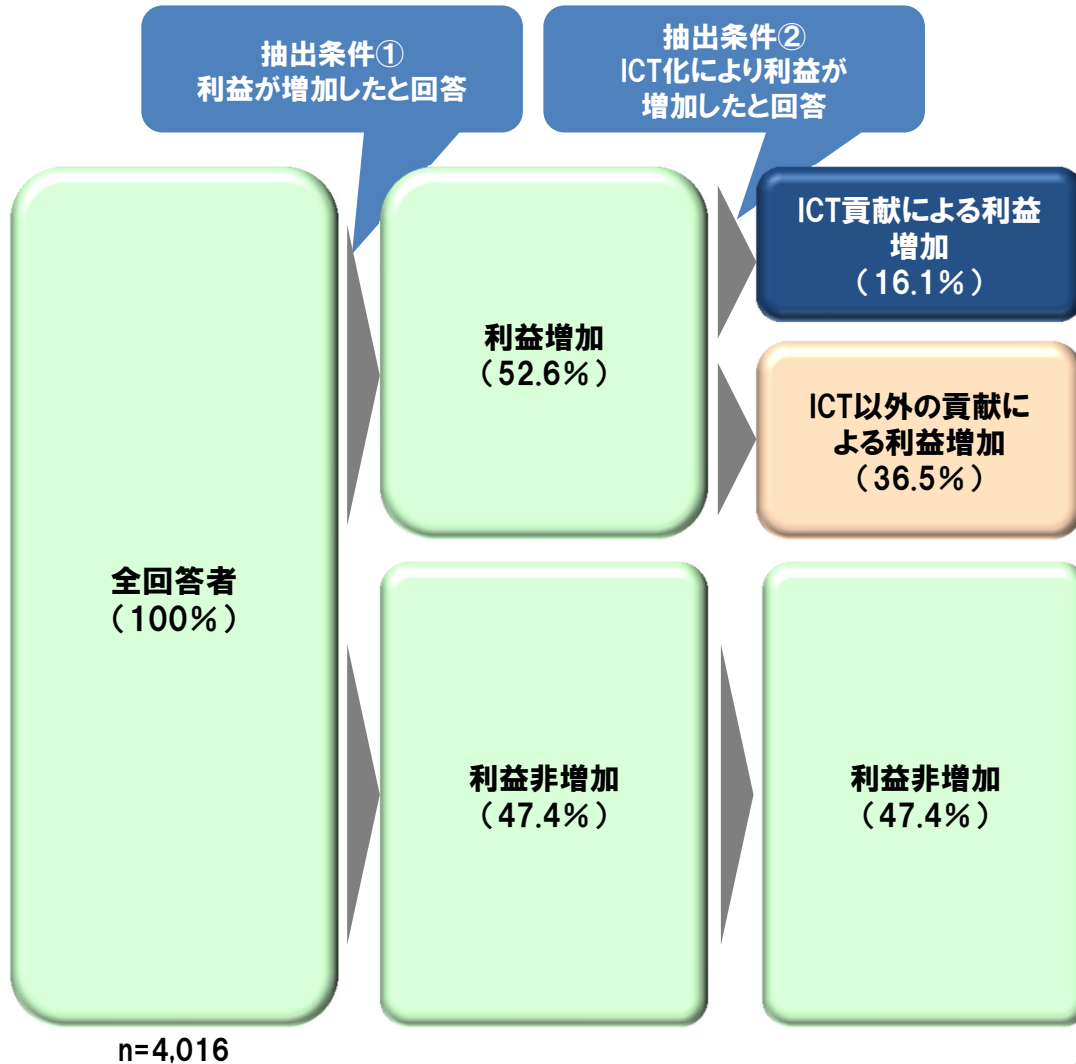 抽出条件①
利益が増加したと回答
抽出条件②
ICT化により利益が
増加したと回答
全回答者
（100％）
n=4,016
利益増加
（52.6％）
利益非増加
（47.4％）
ICT貢献による利益
増加
（16.1％）
ICT以外の貢献に
よる利益増加
（36.5％）
利益非増加
（47.4％）